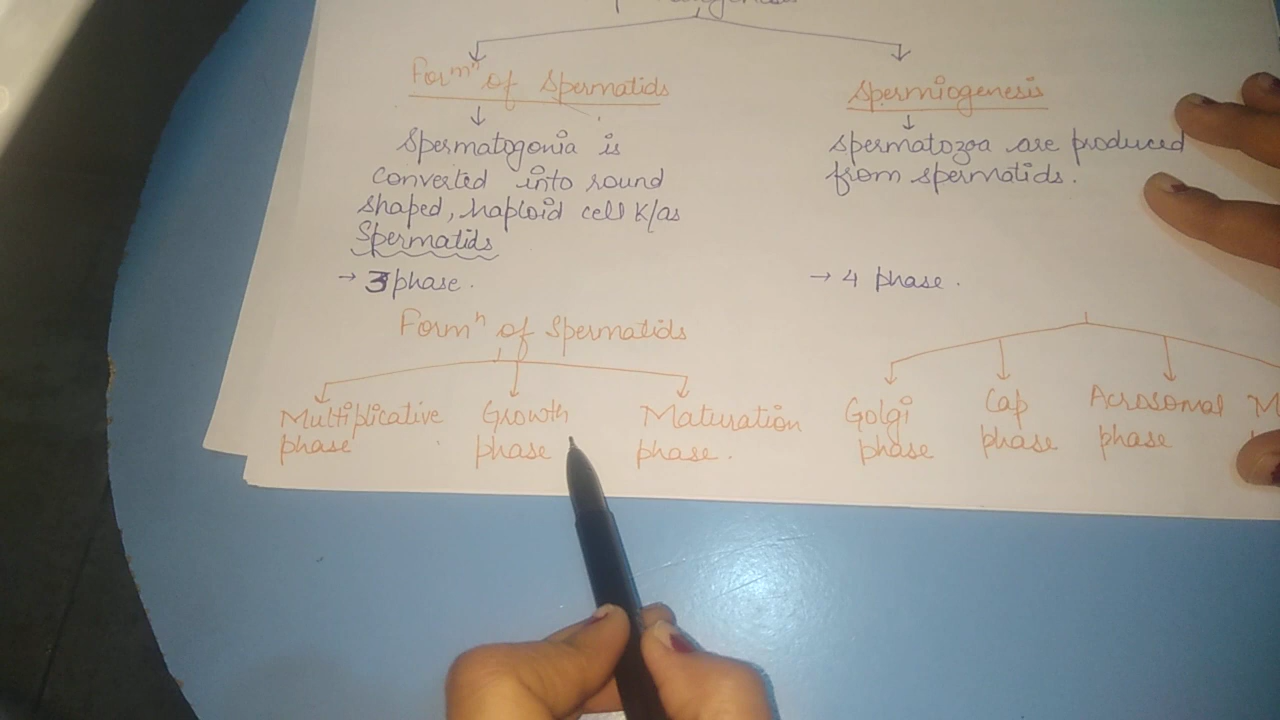 Formⁿ of Spermatids
Spermiogenesis
Spermatogonia is
converted into round
shaped, haploid cell K/as
Spermatids
→ 3 phase.
spermatozoa are produced
from spermatids.
→ 4 phase.
Formⁿ of Spermatids
Multiplicative
phase
Growth
phase
Maturation
phase.
Golgi
phase
Cap
phase
Acrosomal
phase